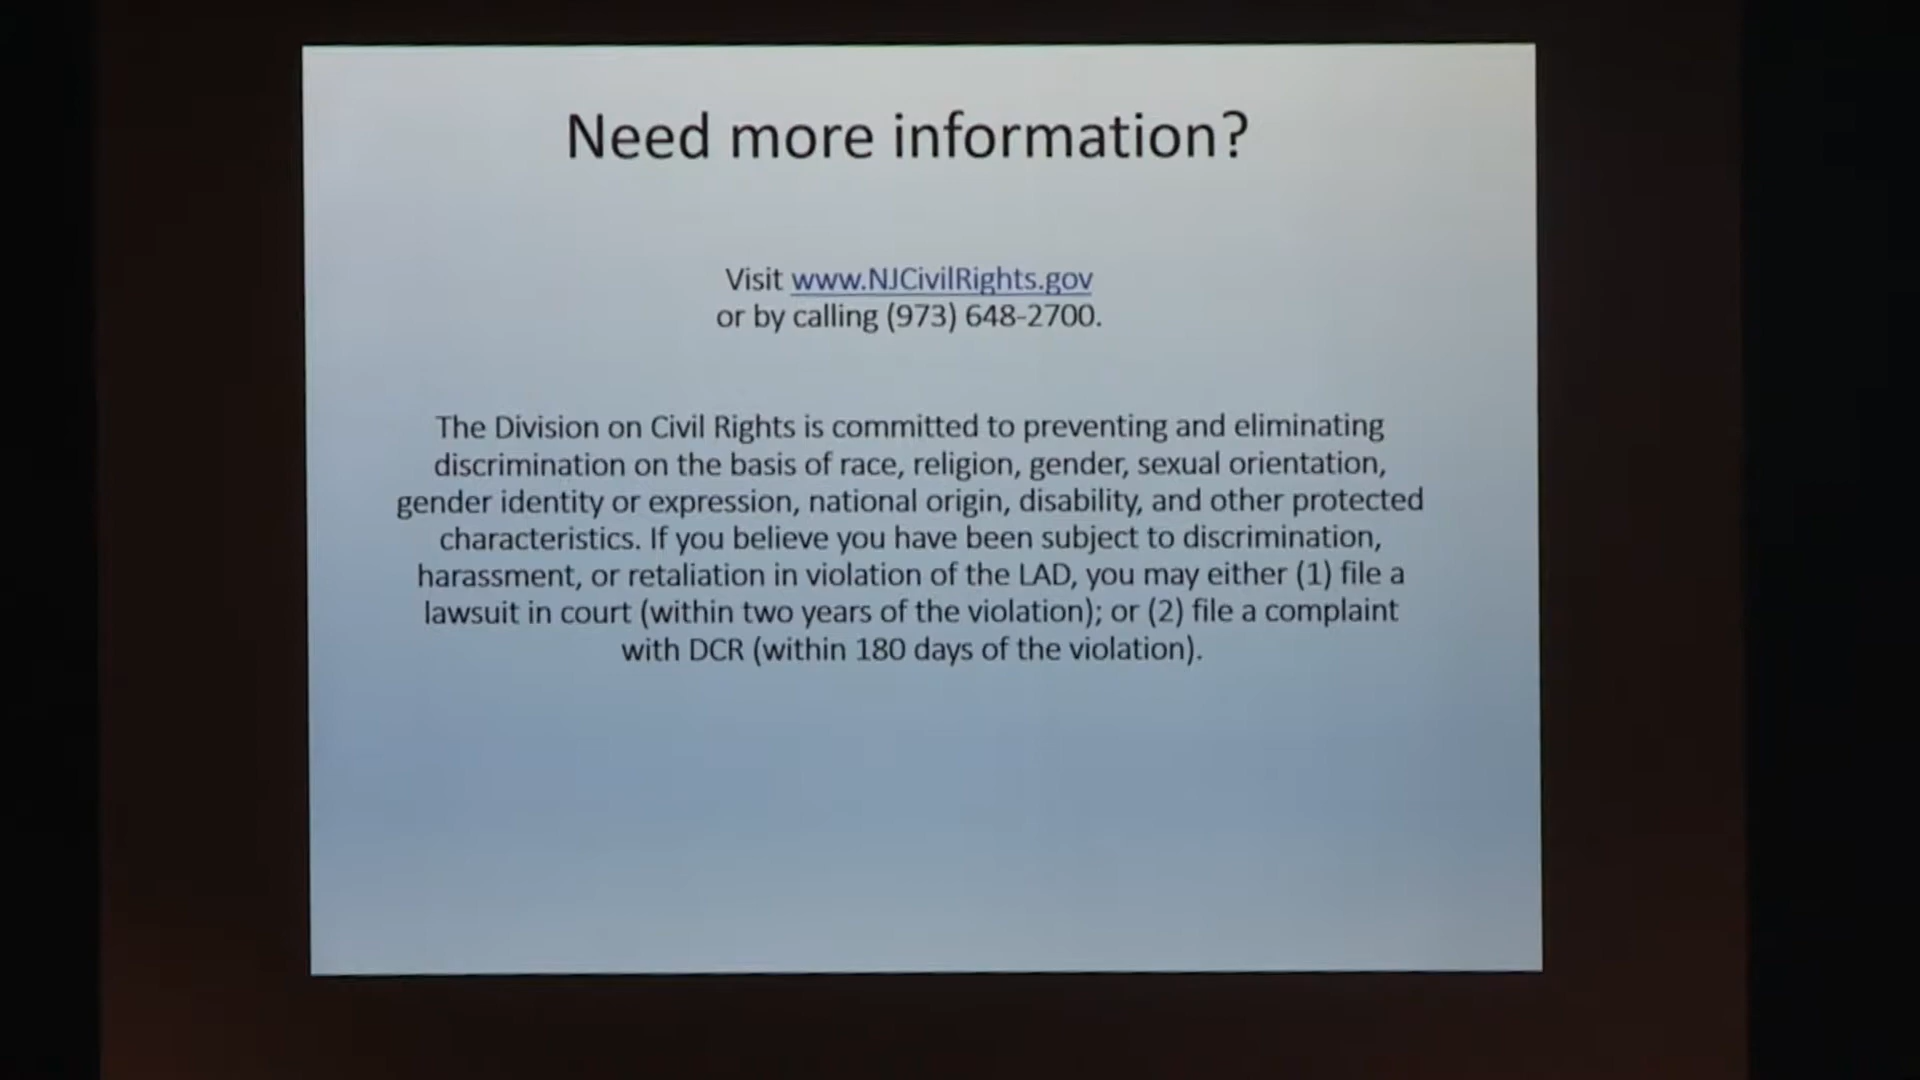 Need more information?
Visit www.NJCivilRights.gov
or by calling (973) 648-2700.
The Division on Civil Rights is committed to preventing and eliminating
discrimination on the basis of race, religion, gender, sexual orientation,
gender identity or expression, national origin, disability, and other protected
characteristics. If you believe you have been subject to discrimination,
harassment, or retaliation in violation of the LAD, you may either (1) file a
lawsuit in court (within two years of the violation); or (2) file a complaint
with DCR (within 180 days of the violation).